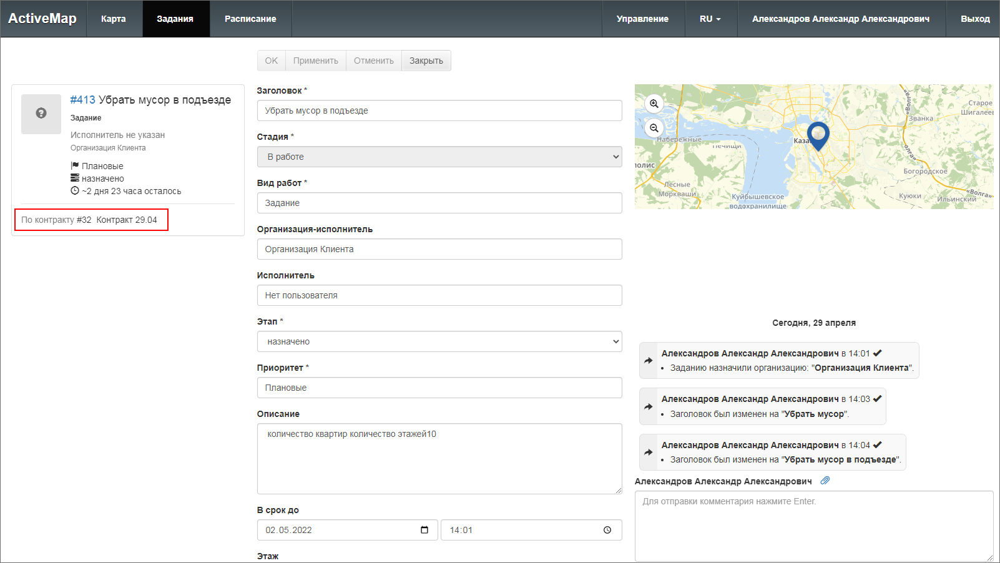 ActiveMap
Карта
Задания
Расписание
Управление
RU
Александров Александр Александрович
Выход
OK
Применить
Отменить
Закрыть
#413 Убрать мусор в подъезде
Задание
Исполнитель не указан
Организация Клиента
Плановые
назначено
~2 дня 23 часа осталось
По контракту #32 Контракт 29.04
Заголовок *
Убрать мусор в подъезде
Стадия *
В работе
Вид работ *
Задание
Организация-исполнитель
Организация Клиента
Исполнитель
Нет пользователя
Этап *
назначено
Приоритет *
Плановые
Описание
количество квартир количество этажей10
В срок до
02.05.2022
14:01
Этаж
«Волга»
Старое
Шигалеев
Званка
Набережные
Казан
Печищи
олга»
полис
Богородское
Лесные
Моркваши
Куйбышевское
водохранилище
Куюки
«Волга»
Ильинский
Сегодня, 29 апреля
Александров Александр Александрович в 14:01
• Заданию назначили организацию: "Организация Клиента".
Александров Александр Александрович в 14:03
• Заголовок был изменен на "Убрать мусор".
Александров Александр Александрович в 14:04
• Заголовок был изменен на "Убрать мусор в подъезде".
Александров Александр Александрович
Для отправки комментария нажмите Enter.